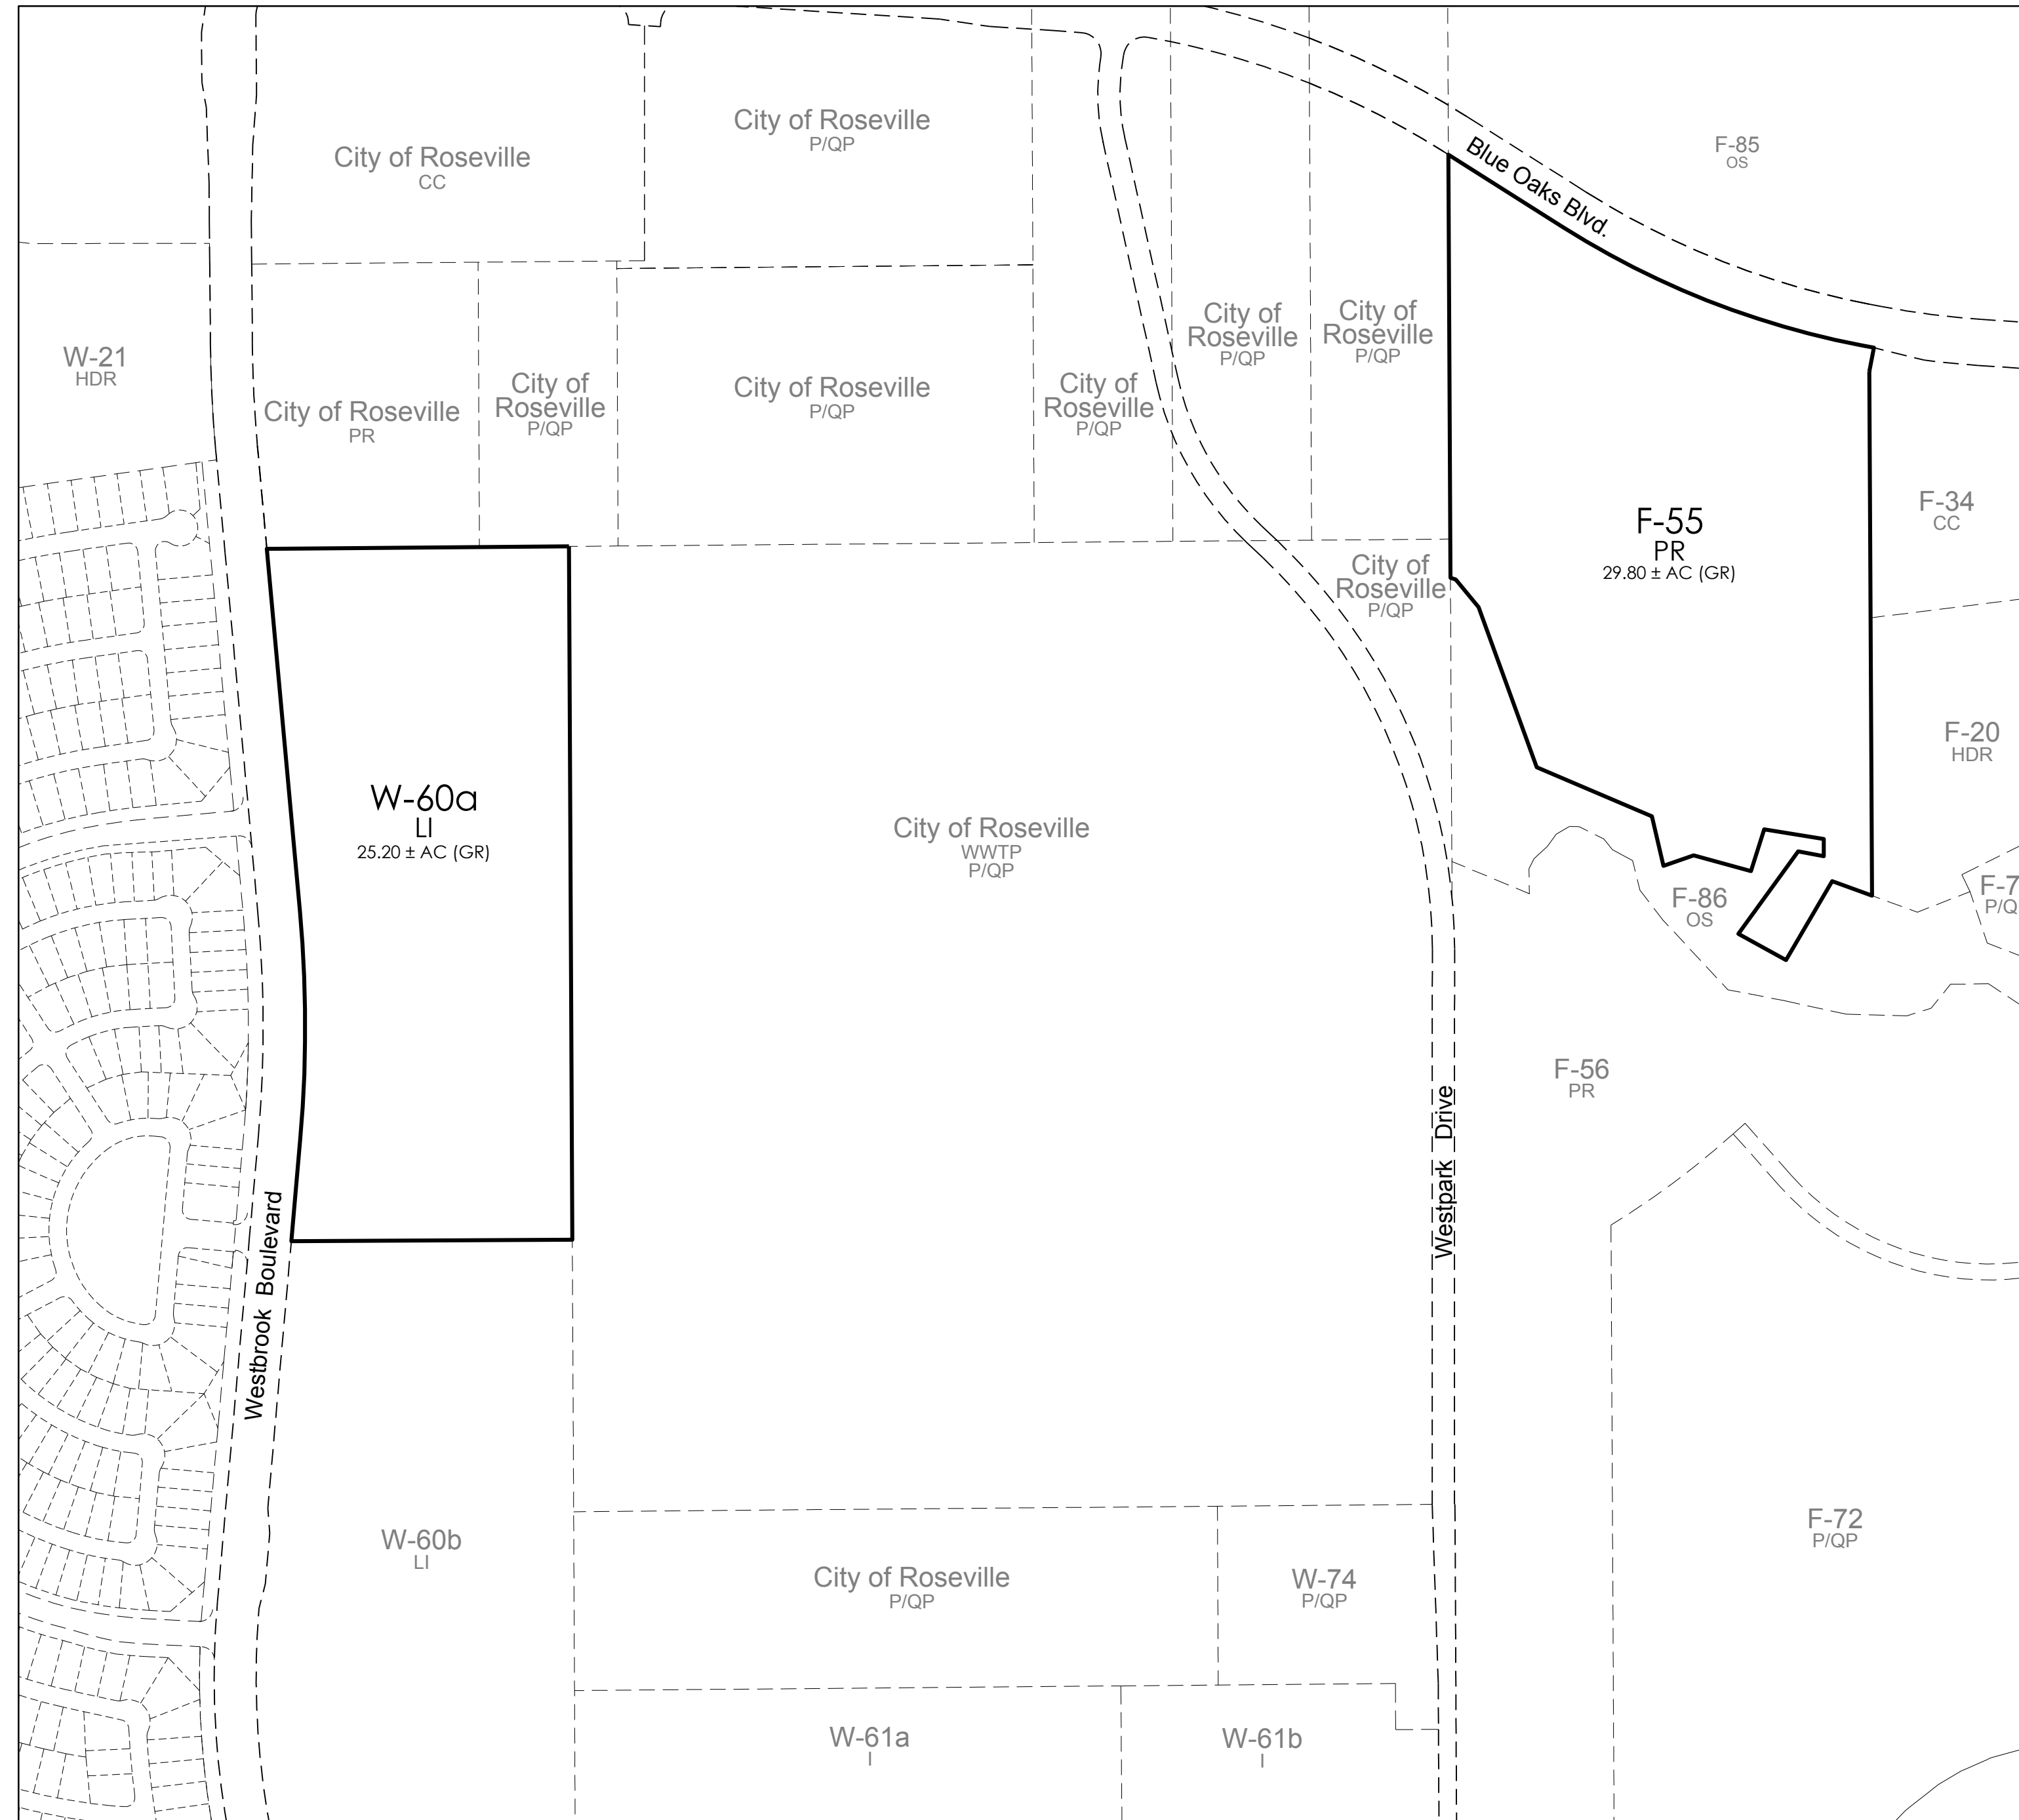 City of Roseville
CC
City of Roseville
P/QP
Blue Oaks Blvd.
F-85
OS
W-21
HDR
City of Roseville
PR
City of
Roseville
P/QP
City of Roseville
P/QP
City of
Roseville
P/QP
City of
Roseville
P/QP
City of
Roseville
P/QP
F-55
PR
29.80 ± AC (GR)
F-34
CC
City of
Roseville
P/QP
F-20
HDR
W-60a
LI
25.20 ± AC (GR)
City of Roseville
WWTP
P/QP
F-86
OS
F-7
P/Q
F-56
PR
Westpark Drive
Westbrook Boulevard
W-60b
LI
City of Roseville
P/QP
W-74
P/QP
F-72
P/QP
W-61a
I
W-61b
I